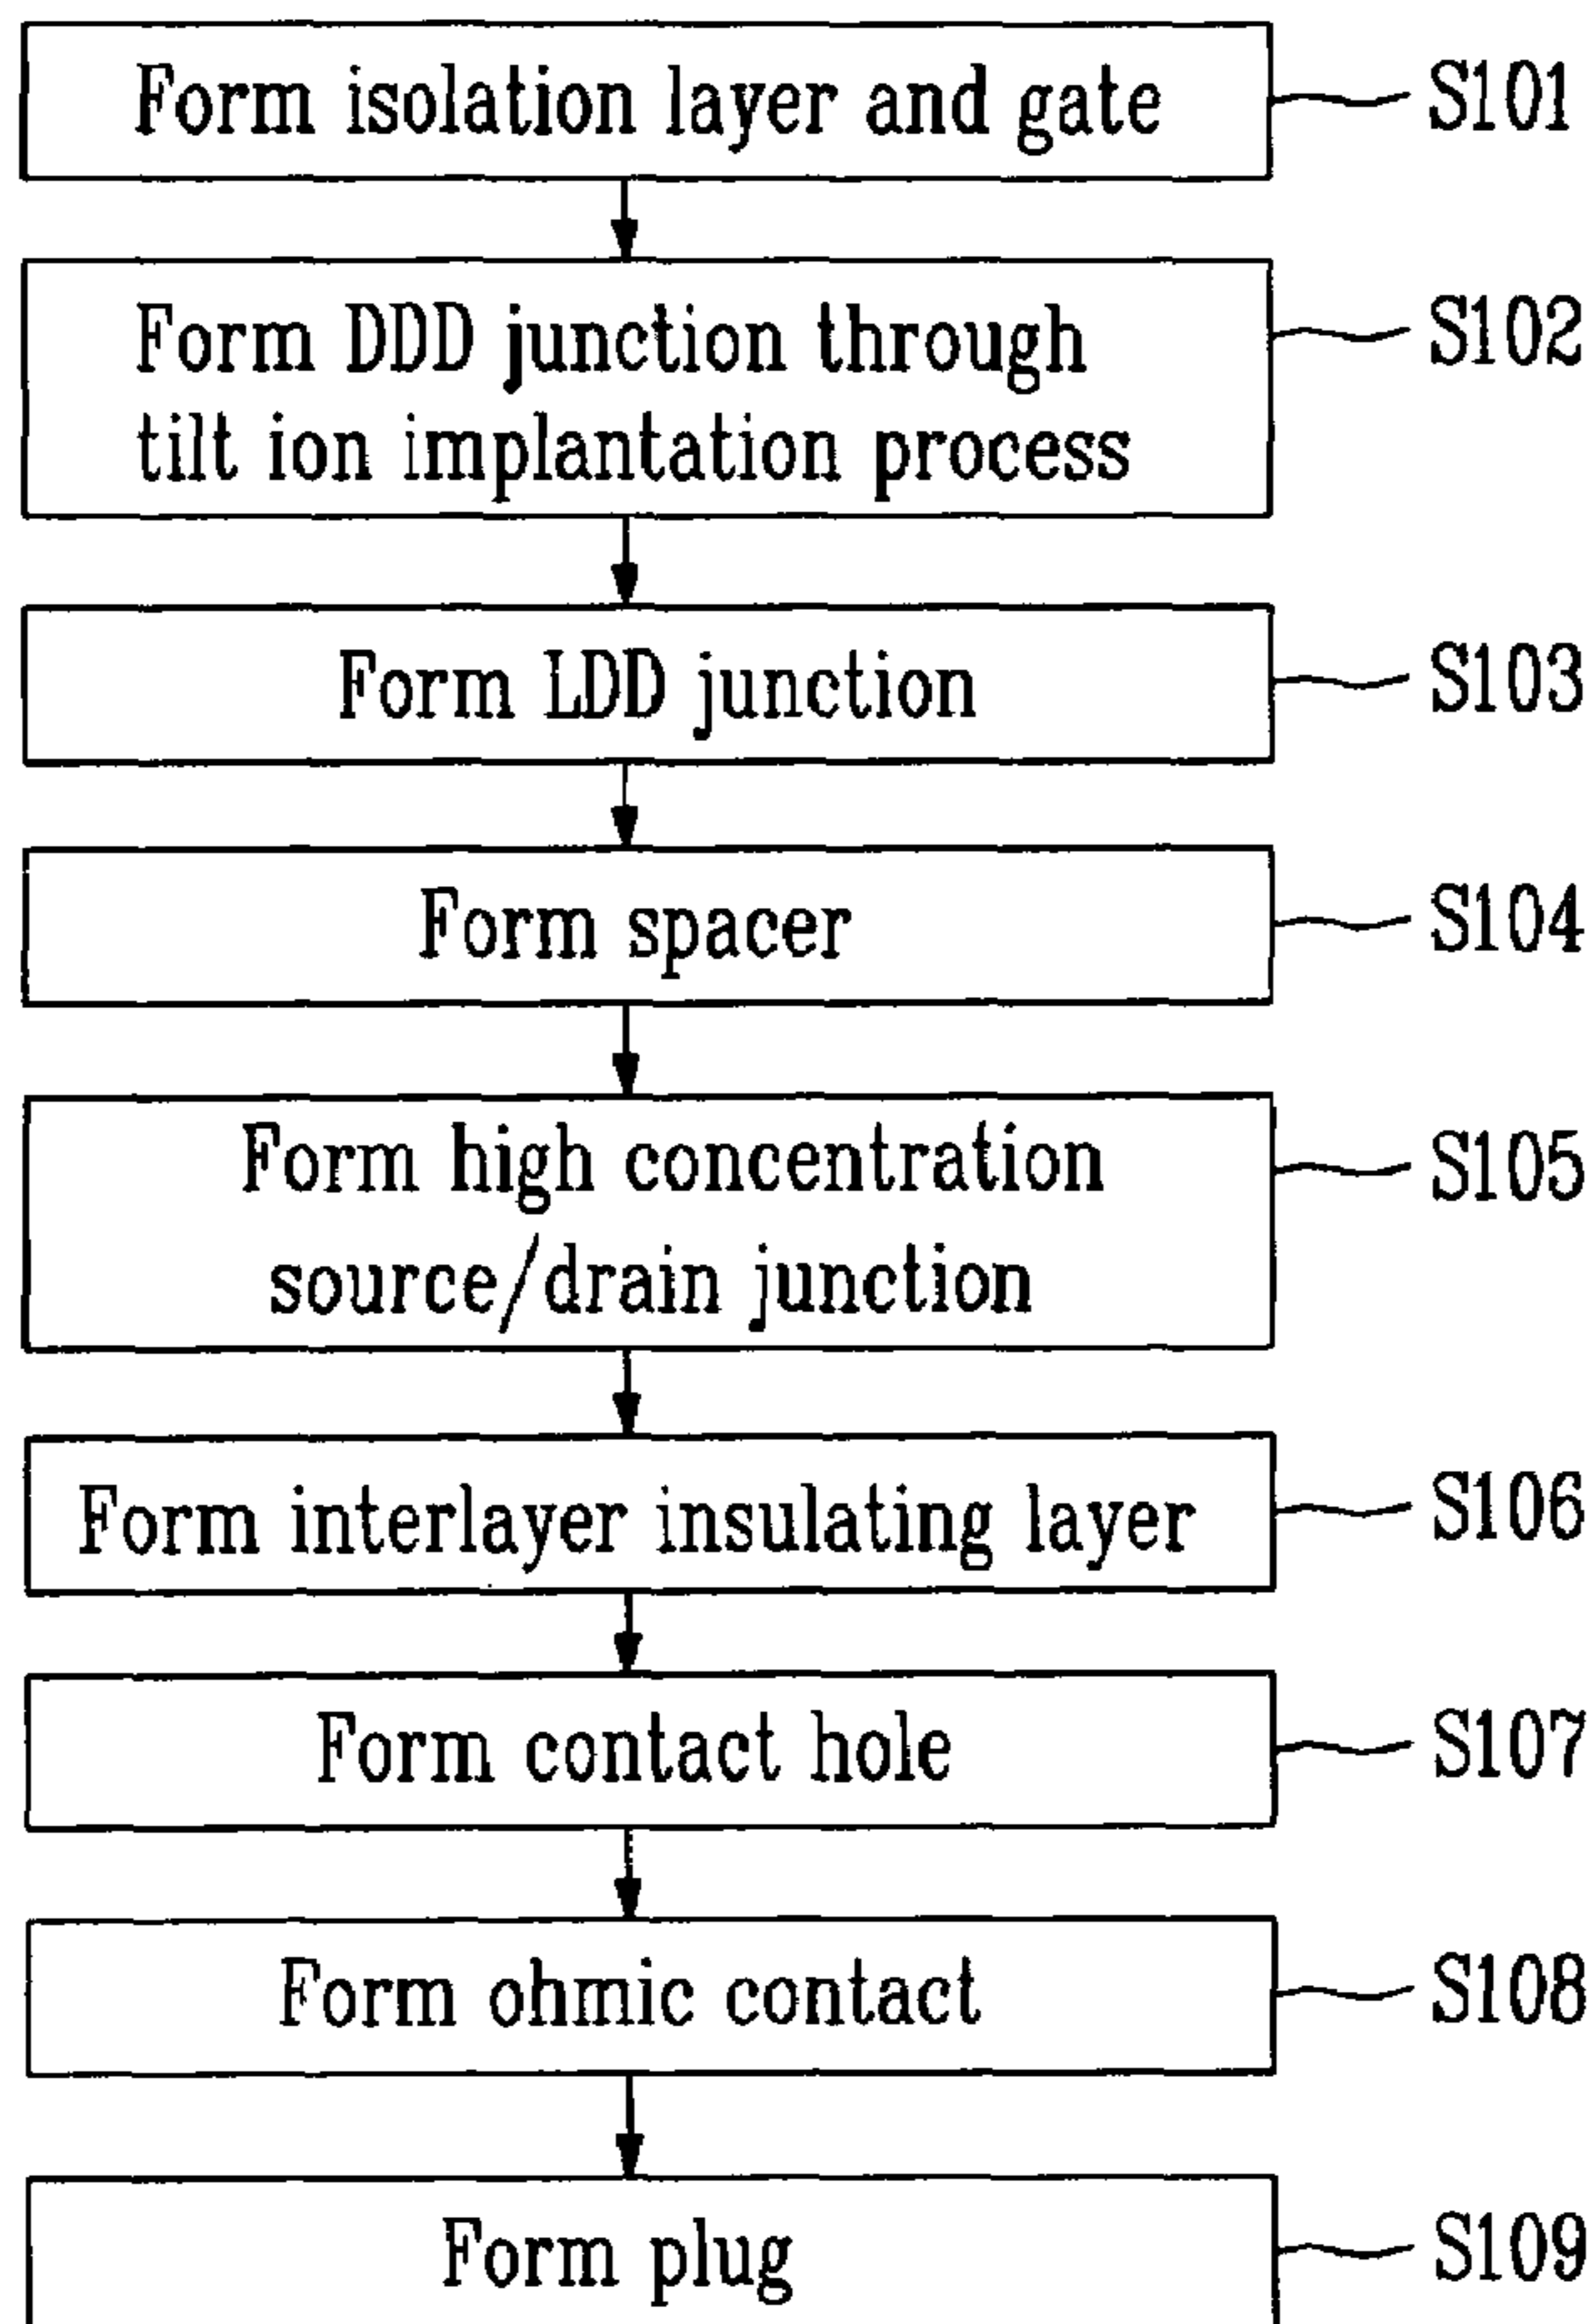 Form isolation layer and gate
S101
Form DDD junction through
tilt ion implantation process
S102
Form LDD junction
S103
Form spacer
S104
Form high concentration
source/drain junction
S105
Form interlayer insulating layer
S106
Form contact hole
S107
Form ohmic contact
S108
Form plug
S109